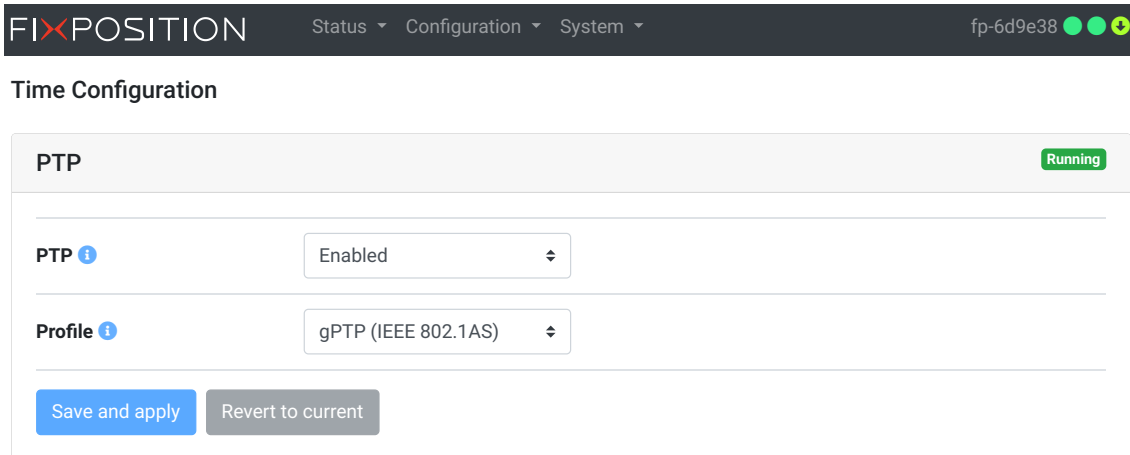 FIXPOSITION Status Configuration System fp-6d9e38
Time Configuration
PTP Running
PTP Enabled
Profile gPTP (IEEE 802.1AS)
Save and apply Revert to current